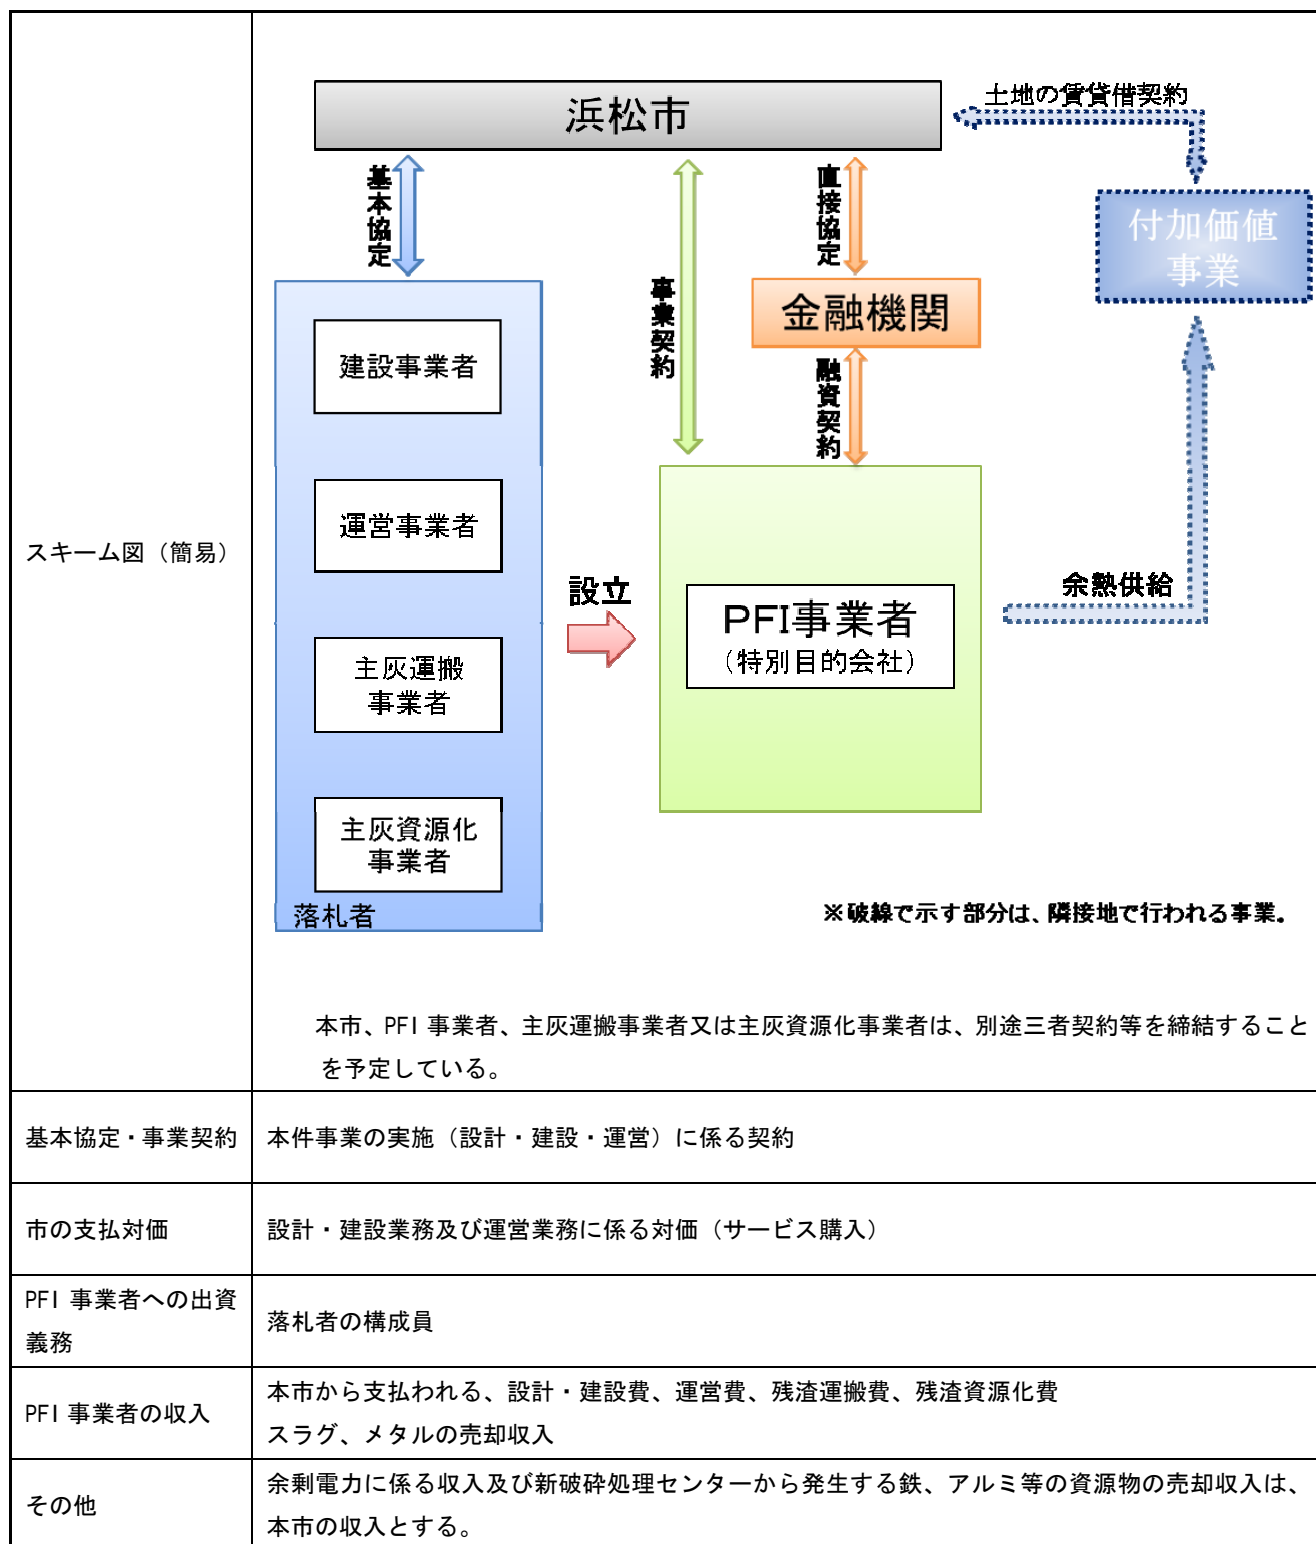 スキーム図（簡易）
浜松市
土地の賃貸借契約
基本協定
事業契約
直接協定
付加価値
事業
金融機関
融資契約
建設事業者
運営事業者
主灰運搬
事業者
主灰資源化
事業者
落札者
設立
PFI事業者
（特別目的会社）
余熱供給
※破線で示す部分は、隣接地で行われる事業。
本市、PFI 事業者、主灰運搬事業者又は主灰資源化事業者は、別途三者契約等を締結すること
を予定している。
基本協定・事業契約
本件事業の実施（設計・建設・運営）に係る契約
市の支払対価
設計・建設業務及び運営業務に係る対価（サービス購入）
PFI 事業者への出資
義務
落札者の構成員
PFI 事業者の収入
本市から支払われる、設計・建設費、運営費、残渣運搬費、残渣資源化費
スラグ、メタルの売却収入
その他
余剰電力に係る収入及び新破砕処理センターから発生する鉄、アルミ等の資源物の売却収入は、
本市の収入とする。